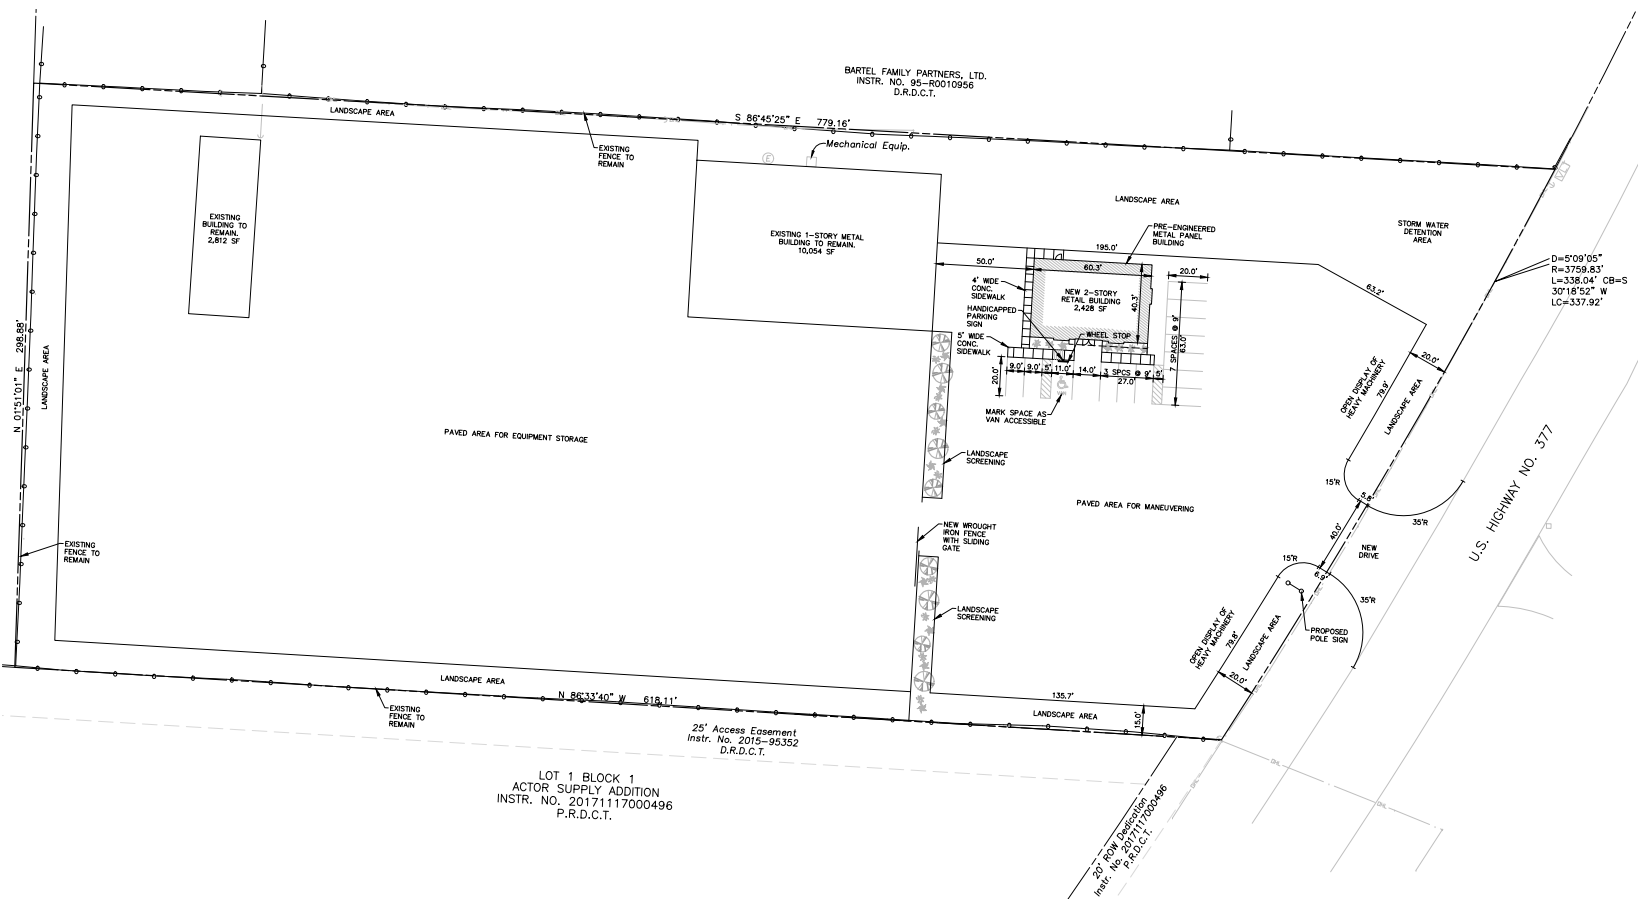 BARTEL FAMILY PARTNERS, LTD.
INSTR. NO. 95-R0010956
D.R.D.C.T.
LANDSCAPE AREA
S 86°45'25" E 779.16'
EXISTING
FENCE TO
REMAIN
Mechanical Equip.
E
LANDSCAPE AREA
STORM WATER
DETENTION
AREA
EXISTING
BUILDING TO
REMAIN.
2,812 SF
EXISTING 1-STORY METAL
BUILDING TO REMAIN.
10,054 SF
PRE-ENGINEERED
METAL PANEL
BUILDING
195.0'
50.0'
60.3'
20.0'
63.2'
D=5°09'05"
R=3759.83'
L=338.04' CB=S
30°18'52" W
LC=337.92'
4' WIDE
CONC.
SIDEWALK
NEW 2-STORY
RETAIL BUILDING
2,428 SF
40.3'
HANDICAPPED
PARKING
SIGN
WHEEL STOP
5' WIDE
CONC.
SIDEWALK
7 SPACES @ 9'
63.0'
20.0'
9.0'
9.0'
5'
11.0'
14.0'
3 SPCS @ 9'
27.0'
5'
MARK SPACE AS
VAN ACCESSIBLE
N 01°51'01" E 298.88'
LANDSCAPE AREA
20.0'
OPEN DISPLAY OF
HEAVY MACHINERY
79.9'
LANDSCAPE AREA
PAVED AREA FOR EQUIPMENT STORAGE
LANDSCAPE
SCREENING
15'R
5.8'
35'R
U.S. HIGHWAY NO. 377
PAVED AREA FOR MANEUVERING
NEW WROUGHT
IRON FENCE
WITH SLIDING
GATE
40.0'
NEW
DRIVE
EXISTING
FENCE TO
REMAIN
15'R
6.9'
35'R
LANDSCAPE
SCREENING
OPEN DISPLAY OF
HEAVY MACHINERY
79.8'
LANDSCAPE AREA
PROPOSED
POLE SIGN
20.0'
LANDSCAPE AREA
N 86°33'40" W 618.11'
135.7'
LANDSCAPE AREA
15.0'
EXISTING
FENCE TO
REMAIN
25' Access Easement
Instr. No. 2015-95352
D.R.D.C.T.
LOT 1 BLOCK 1
ACTOR SUPPLY ADDITION
INSTR. NO. 20171117000496
P.R.D.C.T.
20' ROW Dedication
Instr. No. 20171117000496
P.R.D.C.T.